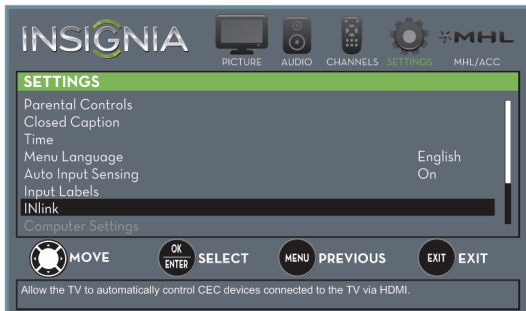 INSIGNIA
PICTURE AUDIO CHANNELS SETTINGS MHL/ACC
MHL
SETTINGS
Parental Controls
Closed Caption
Time
Menu Language English
Auto Input Sensing On
Input Labels
INlink
Computer Settings
MOVE OK ENTER SELECT MENU PREVIOUS EXIT EXIT
Allow the TV to automatically control CEC devices connected to the TV via HDMI.